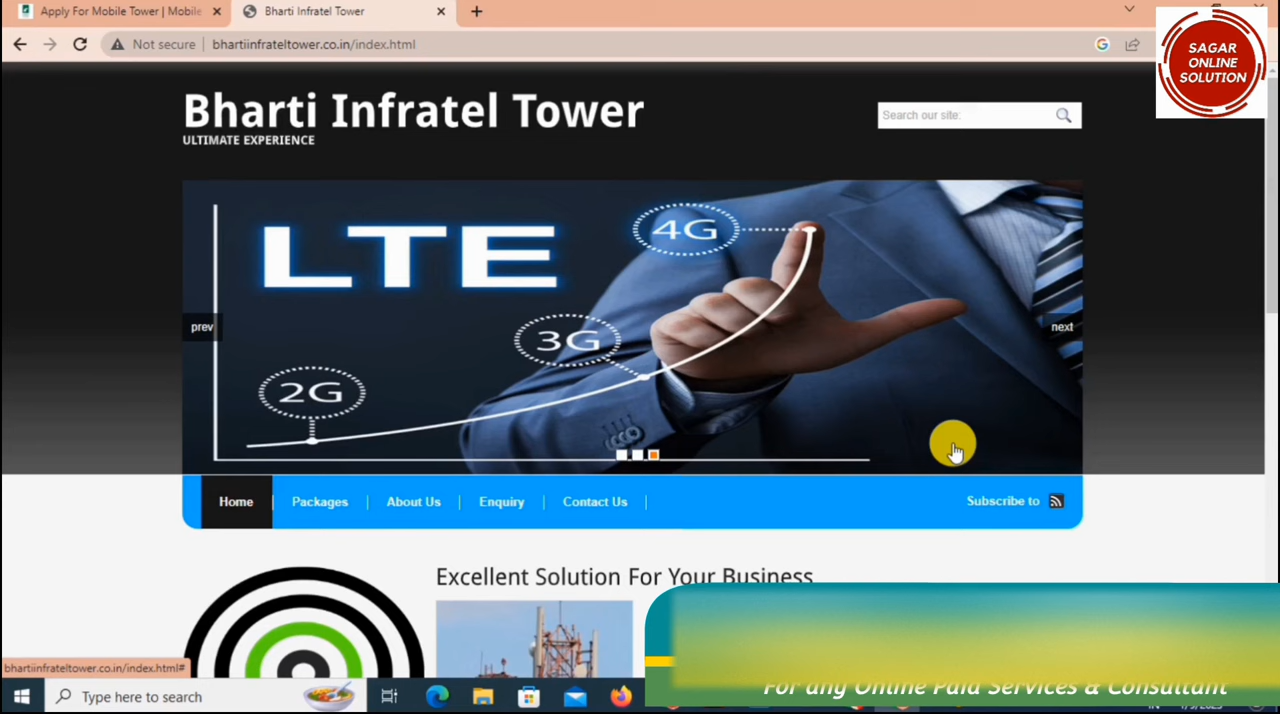 Apply For Mobile Tower | Mobile
Bharti Infratel Tower
Not secure
bhartiinfrateltower.co.in/index.html
SAGAR
ONLINE
SOLUTION
Bharti Infratel Tower
ULTIMATE EXPERIENCE
Search our site:
LTE
4G
3G
2G
prev
next
Home
Packages
About Us
Enquiry
Contact Us
Subscribe to
Excellent Solution For Your Business
bhartiinfrateltower.co.in/index.html#
Type here to search
For any Online Paid Services & Consultant